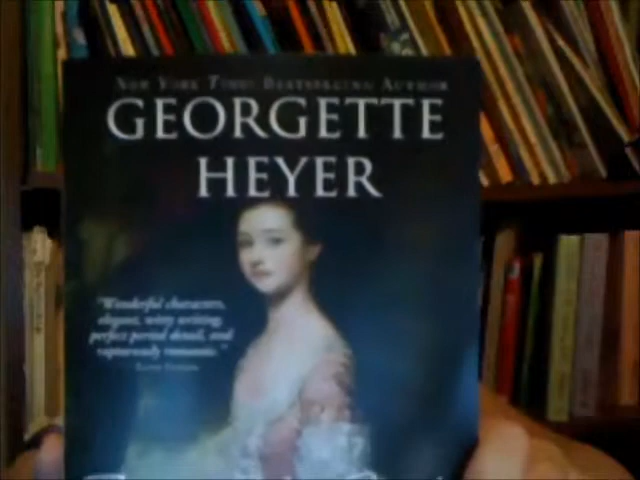 NEW YORK TIMES BESTSELLING AUTHOR
GEORGETTE
HEYER
"Wonderful characters,
elegant, witty writing,
perfect period detail, and
rapturously romantic."